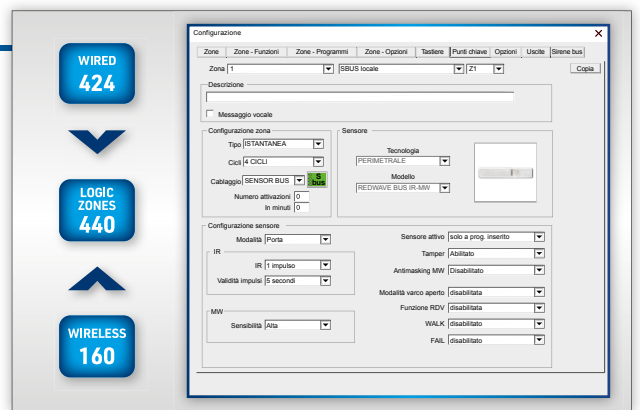 WIRED
424
LOGIC
ZONES
440
WIRELESS
160
Configurazione
Zone Zone - Funzioni Zone - Programmi Zone - Opzioni Tastiere Punti chiave Opzioni Uscite Sirene bus
Zona 1 SBUS locale Z1 Copia
Descrizione
Messaggio vocale
Configurazione zona
Tipo ISTANTANEA
Cicli 4 CICLI
Cablaggio SENSOR BUS S bus
Numero attivazioni 0
In minuti 0
Sensore
Tecnologia
PERIMETRALE
Modello
REDWAVE BUS IR-MW
Configurazione sensore
Modalità Porta
IR
IR 1 impulso
Validità impulsi 5 secondi
MW
Sensibilità Alta
Sensore attivo solo a prog. inserito
Tamper Abilitato
Antimasking MW Disabilitato
Modalità varco aperto disabilitata
Funzione RDV disabilitata
WALK disabilitato
FAIL disabilitato